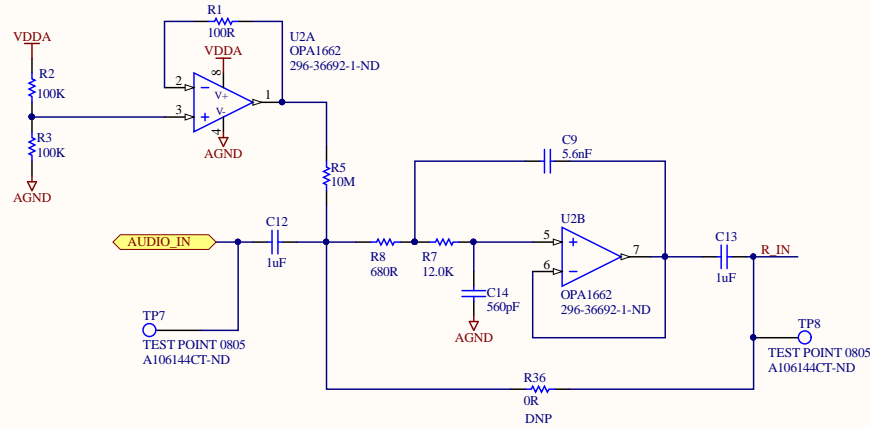 R1
100R
U2A
OPA1662
296-36692-1-ND
VDDA
VDDA
R2
100K
2
8
V+
1
3
V-
4
R3
100K
AGND
AGND
R5
10M
C9
5.6nF
AUDIO_IN
C12
1uF
R8
680R
R7
12.0K
5
U2B
7
6
C13
1uF
R_IN
C14
560pF
OPA1662
296-36692-1-ND
AGND
TP7
TEST POINT 0805
A106144CT-ND
TP8
TEST POINT 0805
A106144CT-ND
R36
0R
DNP